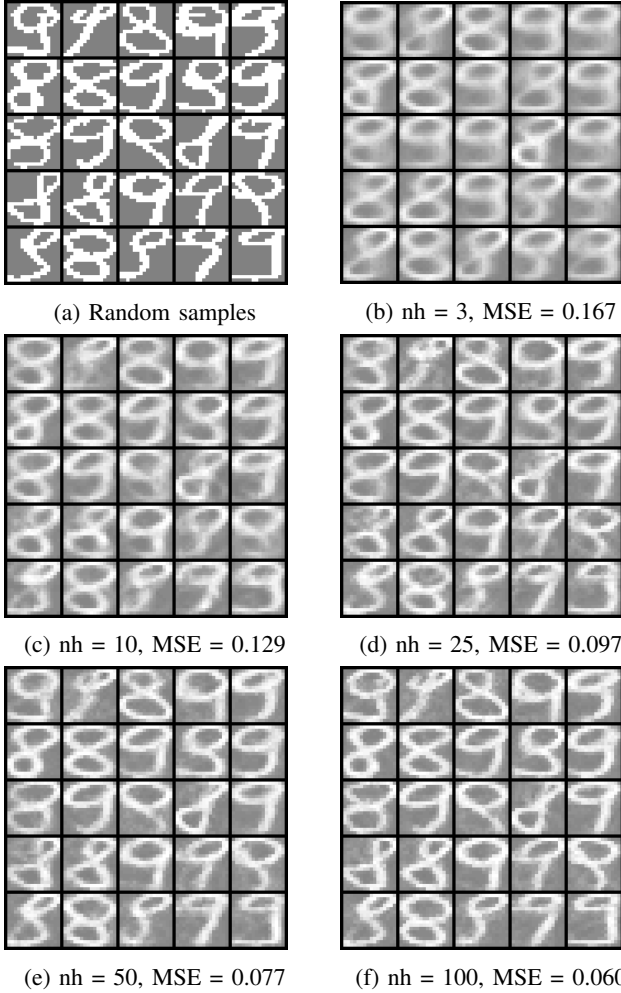 (a) Random samples
(b) nh = 3, MSE = 0.167
(c) nh = 10, MSE = 0.129
(d) nh = 25, MSE = 0.097
(e) nh = 50, MSE = 0.077
(f) nh = 100, MSE = 0.060